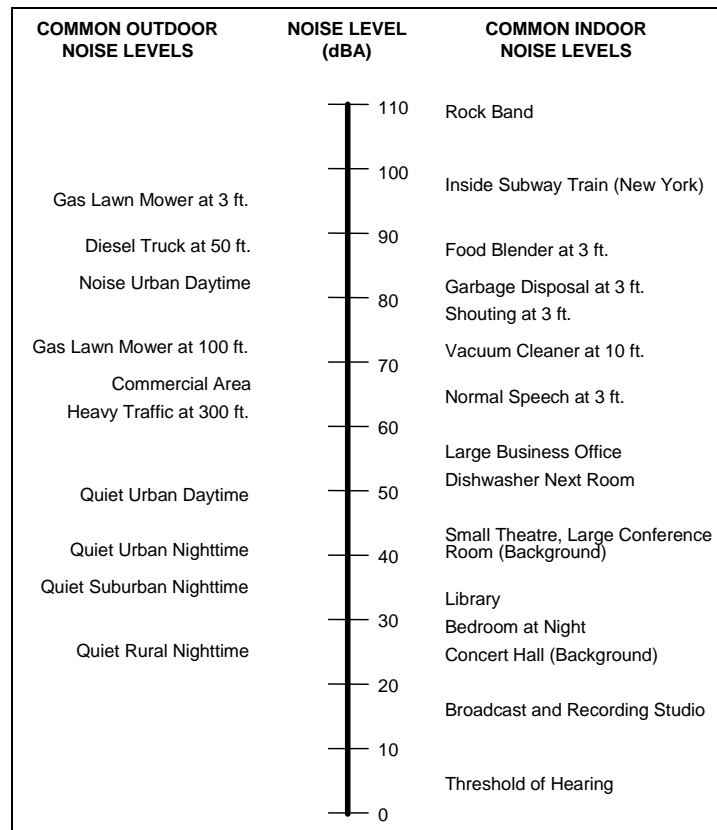 COMMON OUTDOOR
NOISE LEVELS
NOISE LEVEL
(dBA)
COMMON INDOOR
NOISE LEVELS
110
Rock Band
100
Inside Subway Train (New York)
Gas Lawn Mower at 3 ft.
90
Diesel Truck at 50 ft.
Food Blender at 3 ft.
Noise Urban Daytime
Garbage Disposal at 3 ft.
80
Shouting at 3 ft.
Gas Lawn Mower at 100 ft.
Vacuum Cleaner at 10 ft.
70
Commercial Area
Normal Speech at 3 ft.
Heavy Traffic at 300 ft.
60
Large Business Office
Dishwasher Next Room
50
Quiet Urban Daytime
Small Theatre, Large Conference
Room (Background)
Quiet Urban Nighttime
40
Quiet Suburban Nighttime
Library
30
Bedroom at Night
Quiet Rural Nighttime
Concert Hall (Background)
20
Broadcast and Recording Studio
10
Threshold of Hearing
0